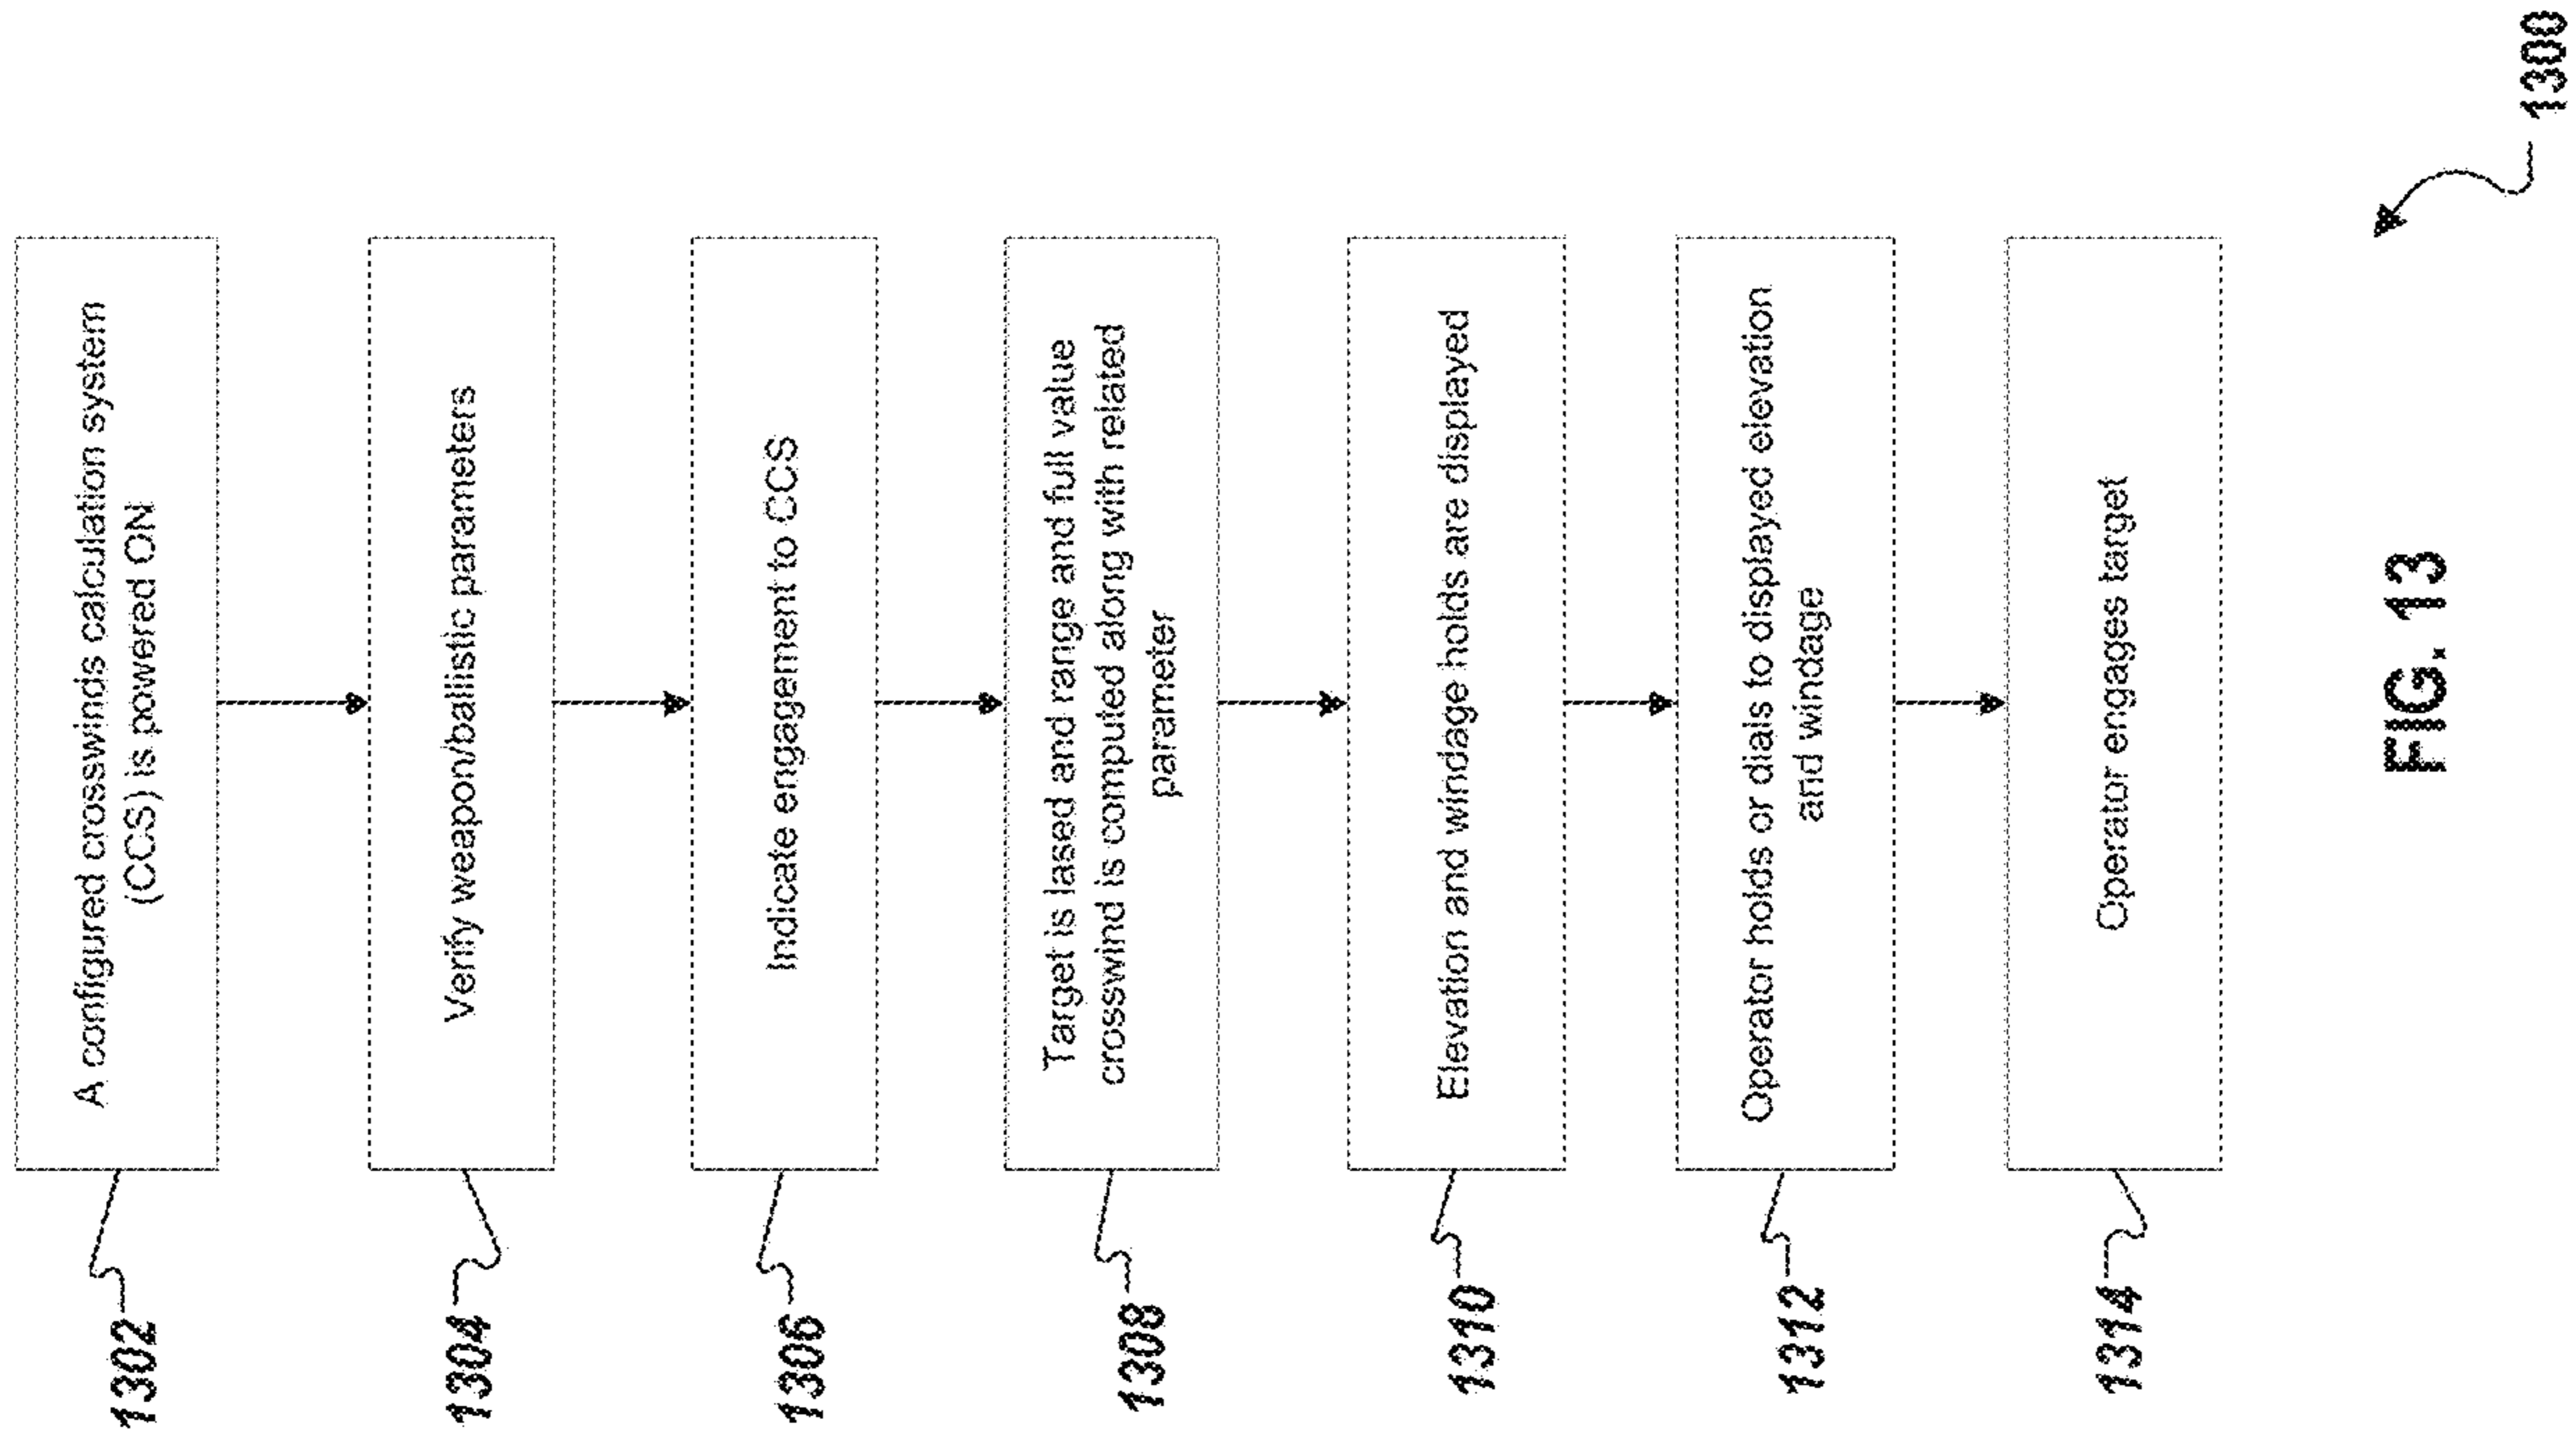 1302
A configured crosswinds calculation system
(CCS) is powered ON
1304
Verify weapon/ballistic parameters
1306
Indicate engagement to CCS
1308
Target is lased and range and full value
crosswind is computed along with related
parameter
1310
Elevation and windage holds are displayed
1312
Operator holds or dials to displayed elevation
and windage
1314
Operator engages target
FIG. 13
1300